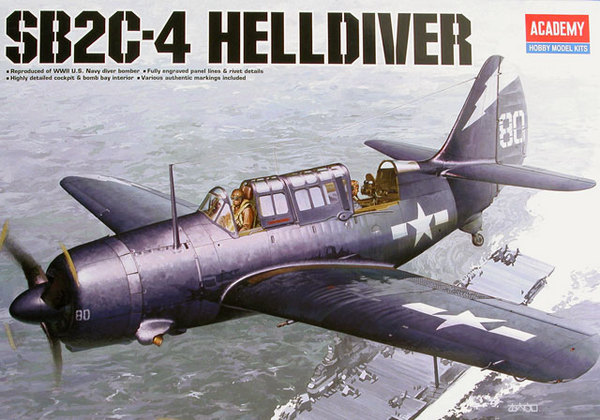 SB2C-4 HELLDIVER
ACADEMY
HOBBY MODEL KITS
• Reproduced of WWII U.S. Navy diver bomber • Fully engraved panel lines & rivet details
• Highly detailed cockpit & bomb bay interior • Various authentic markings included
80
80